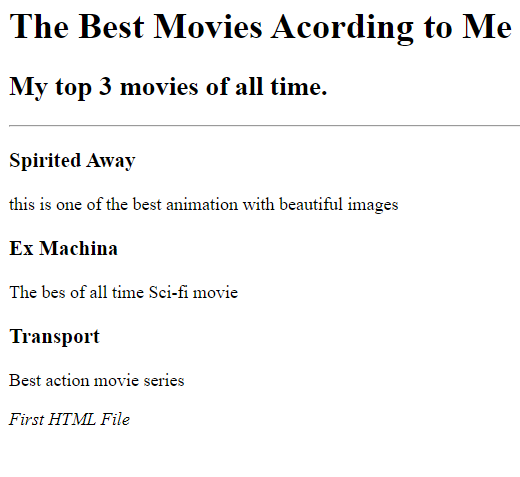 The Best Movies Acording to Me
My top 3 movies of all time.
Spirited Away
this is one of the best animation with beautiful images
Ex Machina
The bes of all time Sci-fi movie
Transport
Best action movie series
First HTML File